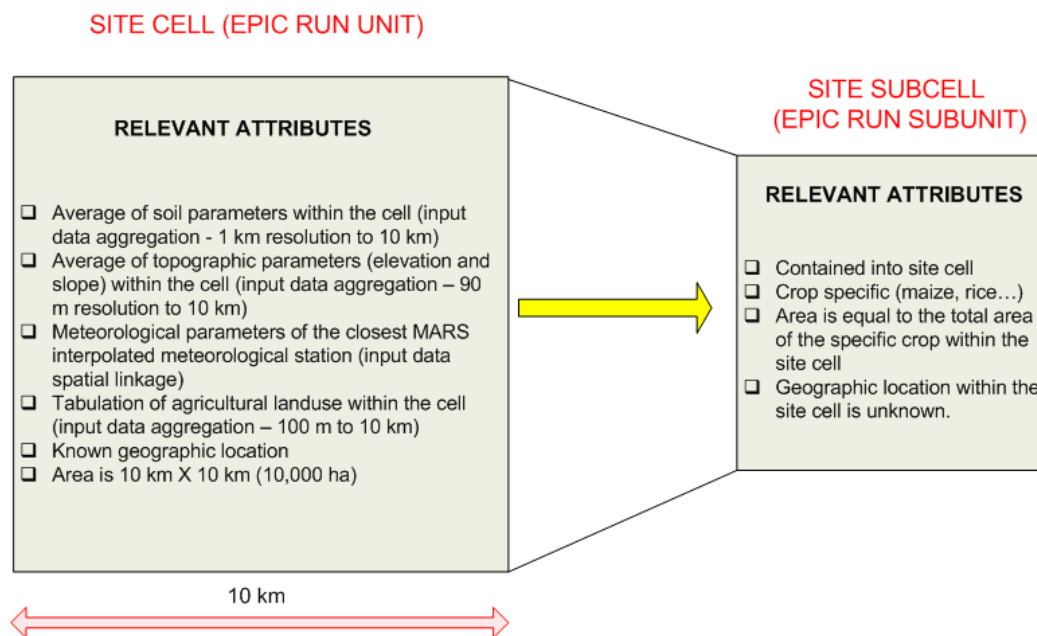 SITE CELL (EPIC RUN UNIT)
RELEVANT ATTRIBUTES
❑ Average of soil parameters within the cell (input
data aggregation - 1 km resolution to 10 km)
❑ Average of topographic parameters (elevation and
slope) within the cell (input data aggregation – 90
m resolution to 10 km)
❑ Meteorological parameters of the closest MARS
interpolated meteorological station (input data
spatial linkage)
❑ Tabulation of agricultural landuse within the cell
(input data aggregation – 100 m to 10 km)
❑ Known geographic location
❑ Area is 10 km X 10 km (10,000 ha)
10 km
SITE SUBCELL
(EPIC RUN SUBUNIT)
RELEVANT ATTRIBUTES
❑ Contained into site cell
❑ Crop specific (maize, rice…)
❑ Area is equal to the total area
of the specific crop within the
site cell
❑ Geographic location within the
site cell is unknown.